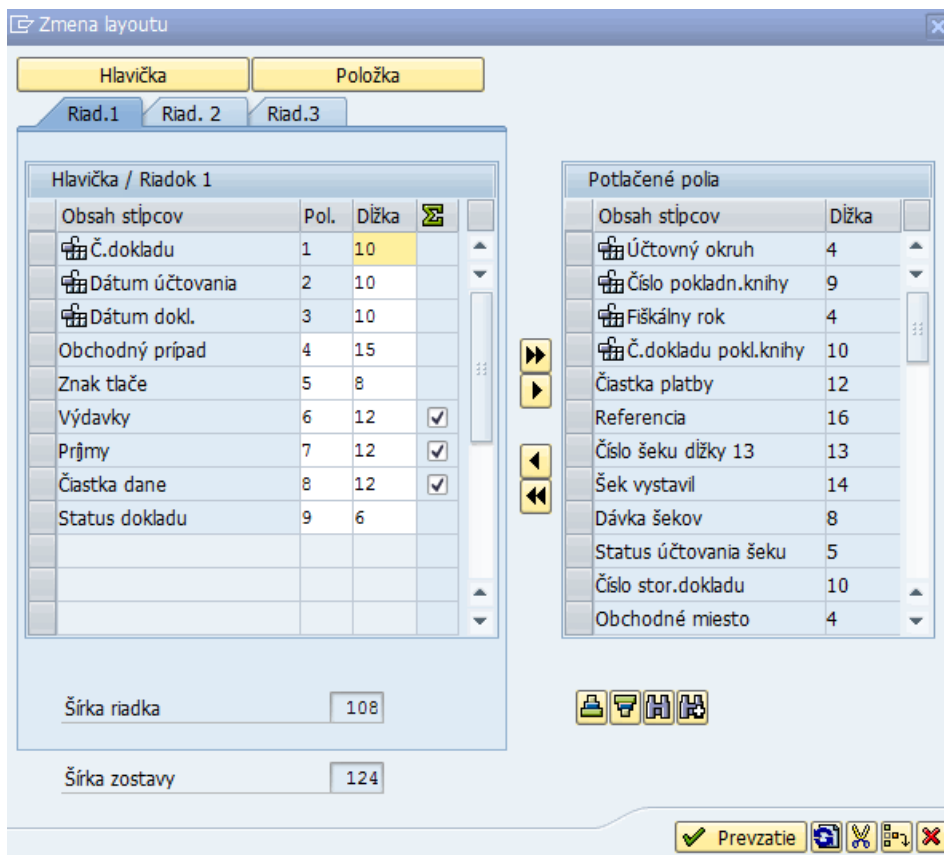 Zmena layoutu
Hlavička Položka
Riad.1 Riad. 2 Riad.3
Hlavička / Riadok 1
Obsah stĺpcov Pol. Dĺžka
Č.dokladu 1 10
Dátum účtovania 2 10
Dátum dokl. 3 10
Obchodný prípad 4 15
Znak tlače 5 8
Výdavky 6 12
Príjmy 7 12
Čiastka dane 8 12
Status dokladu 9 6
Šírka riadka 108
Šírka zostavy 124
Potlačené polia
Obsah stĺpcov Dĺžka
Účtovný okruh 4
Číslo pokladn.knihy 9
Fiškálny rok 4
Č.dokladu pokl.knihy 10
Čiastka platby 12
Referencia 16
Číslo šeku dĺžky 13 13
Šek vystavil 14
Dávka šekov 8
Status účtovania šeku 5
Číslo stor.dokladu 10
Obchodné miesto 4
Prevzatie